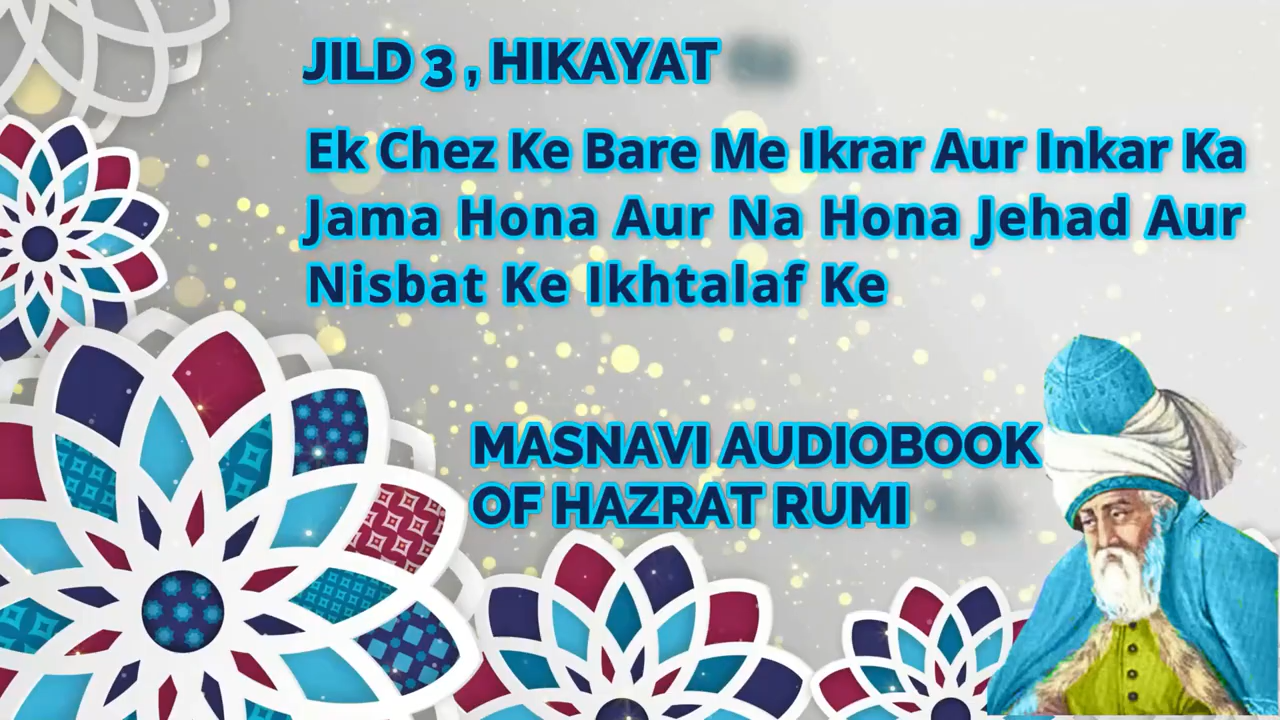 JILD 3 , HIKAYAT
Ek Chez Ke Bare Me Ikrar Aur Inkar Ka
Jama Hona Aur Na Hona Jehad Aur
Nisbat Ke Ikhtalaf Ke
MASNAVI AUDIOBOOK
OF HAZRAT RUMI